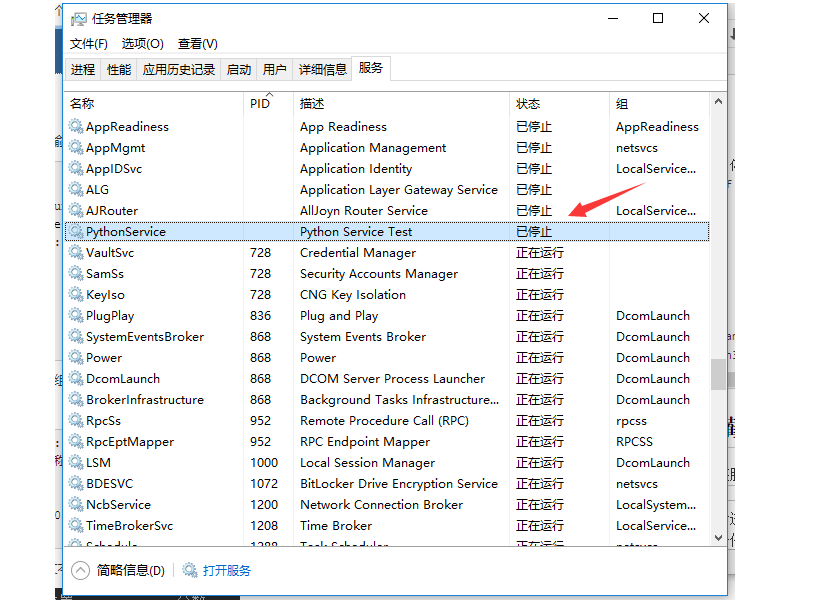 任务管理器
文件(F) 选项(O) 查看(V)
进程 性能 应用历史记录 启动 用户 详细信息 服务
名称 PID 描述 状态 组
AppReadiness App Readiness 已停止 AppReadiness
AppMgmt Application Management 已停止 netsvcs
AppIDSvc Application Identity 已停止 LocalService...
ALG Application Layer Gateway Service 已停止
AJRouter AllJoyn Router Service 已停止 LocalService...
PythonService Python Service Test 已停止
VaultSvc 728 Credential Manager 正在运行
SamSs 728 Security Accounts Manager 正在运行
KeyIso 728 CNG Key Isolation 正在运行
PlugPlay 836 Plug and Play 正在运行 DcomLaunch
SystemEventsBroker 868 System Events Broker 正在运行 DcomLaunch
Power 868 Power 正在运行 DcomLaunch
DcomLaunch 868 DCOM Server Process Launcher 正在运行 DcomLaunch
BrokerInfrastructure 868 Background Tasks Infrastructure... 正在运行 DcomLaunch
RpcSs 952 Remote Procedure Call (RPC) 正在运行 rpcss
RpcEptMapper 952 RPC Endpoint Mapper 正在运行 RPCSS
LSM 1000 Local Session Manager 正在运行 DcomLaunch
BDESVC 1072 BitLocker Drive Encryption Service 正在运行 netsvcs
NcbService 1200 Network Connection Broker 正在运行 LocalSystem...
TimeBrokerSvc 1208 Time Broker 正在运行 LocalService...
Schedule 1288 Task Scheduler 正在运行 netsvcs
简略信息(D) 打开服务